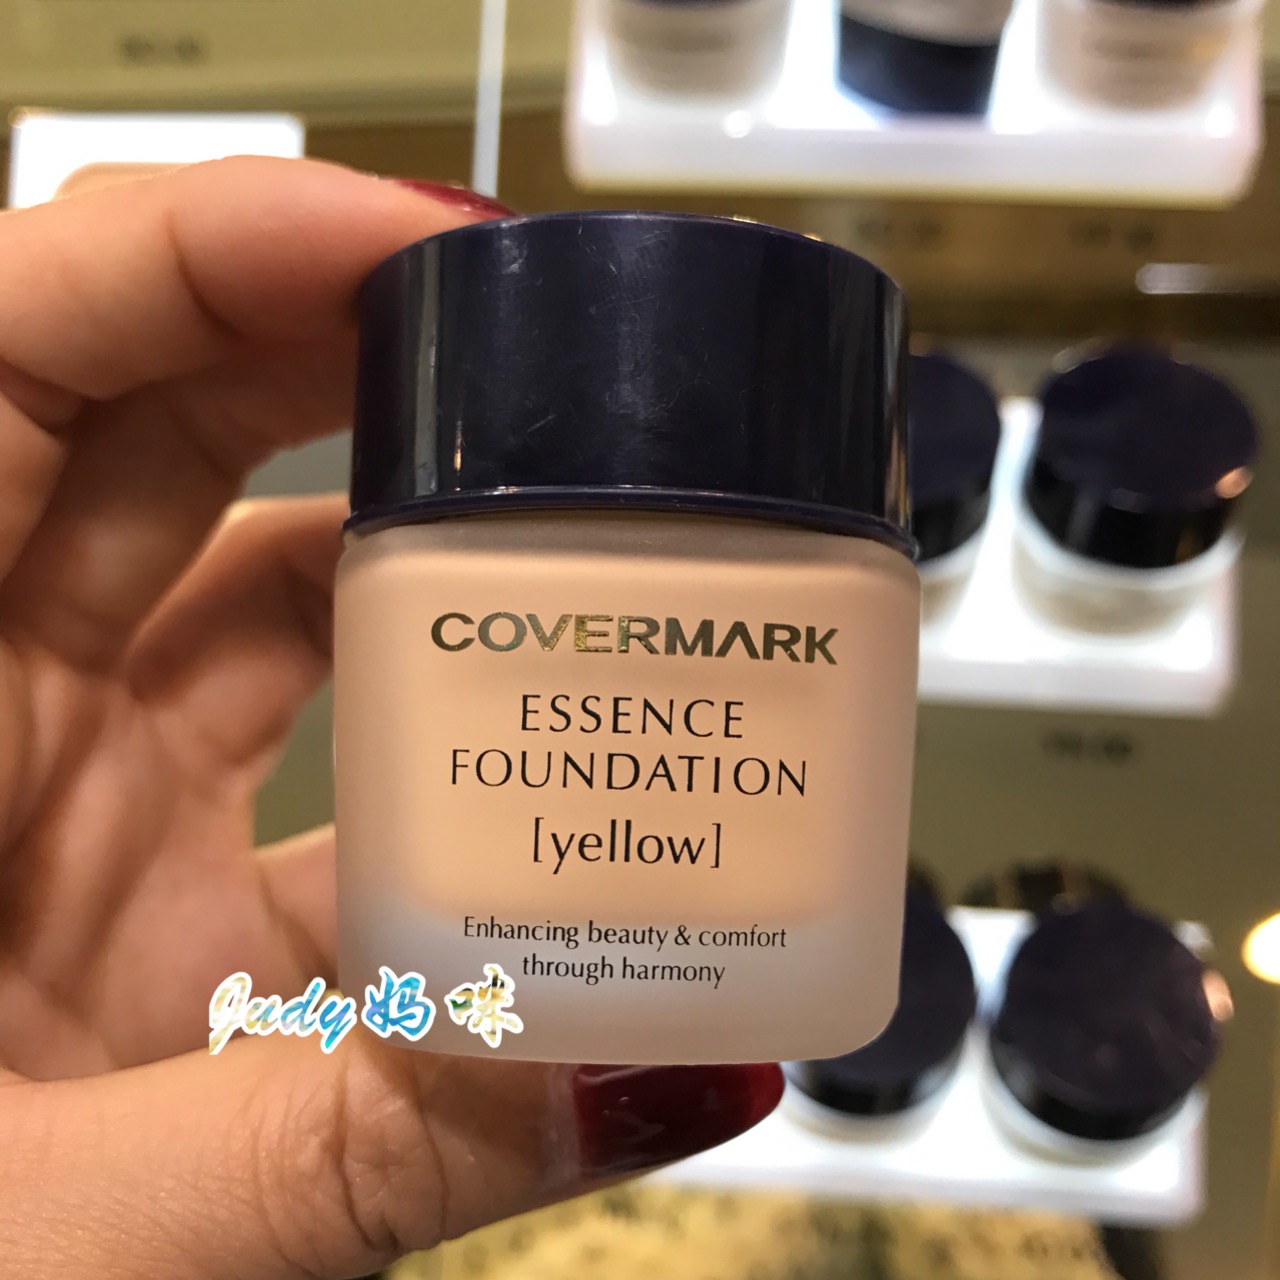 COVERMARK
ESSENCE
FOUNDATION
[yellow]
Enhancing beauty & comfort
through harmony
Judy妈咪